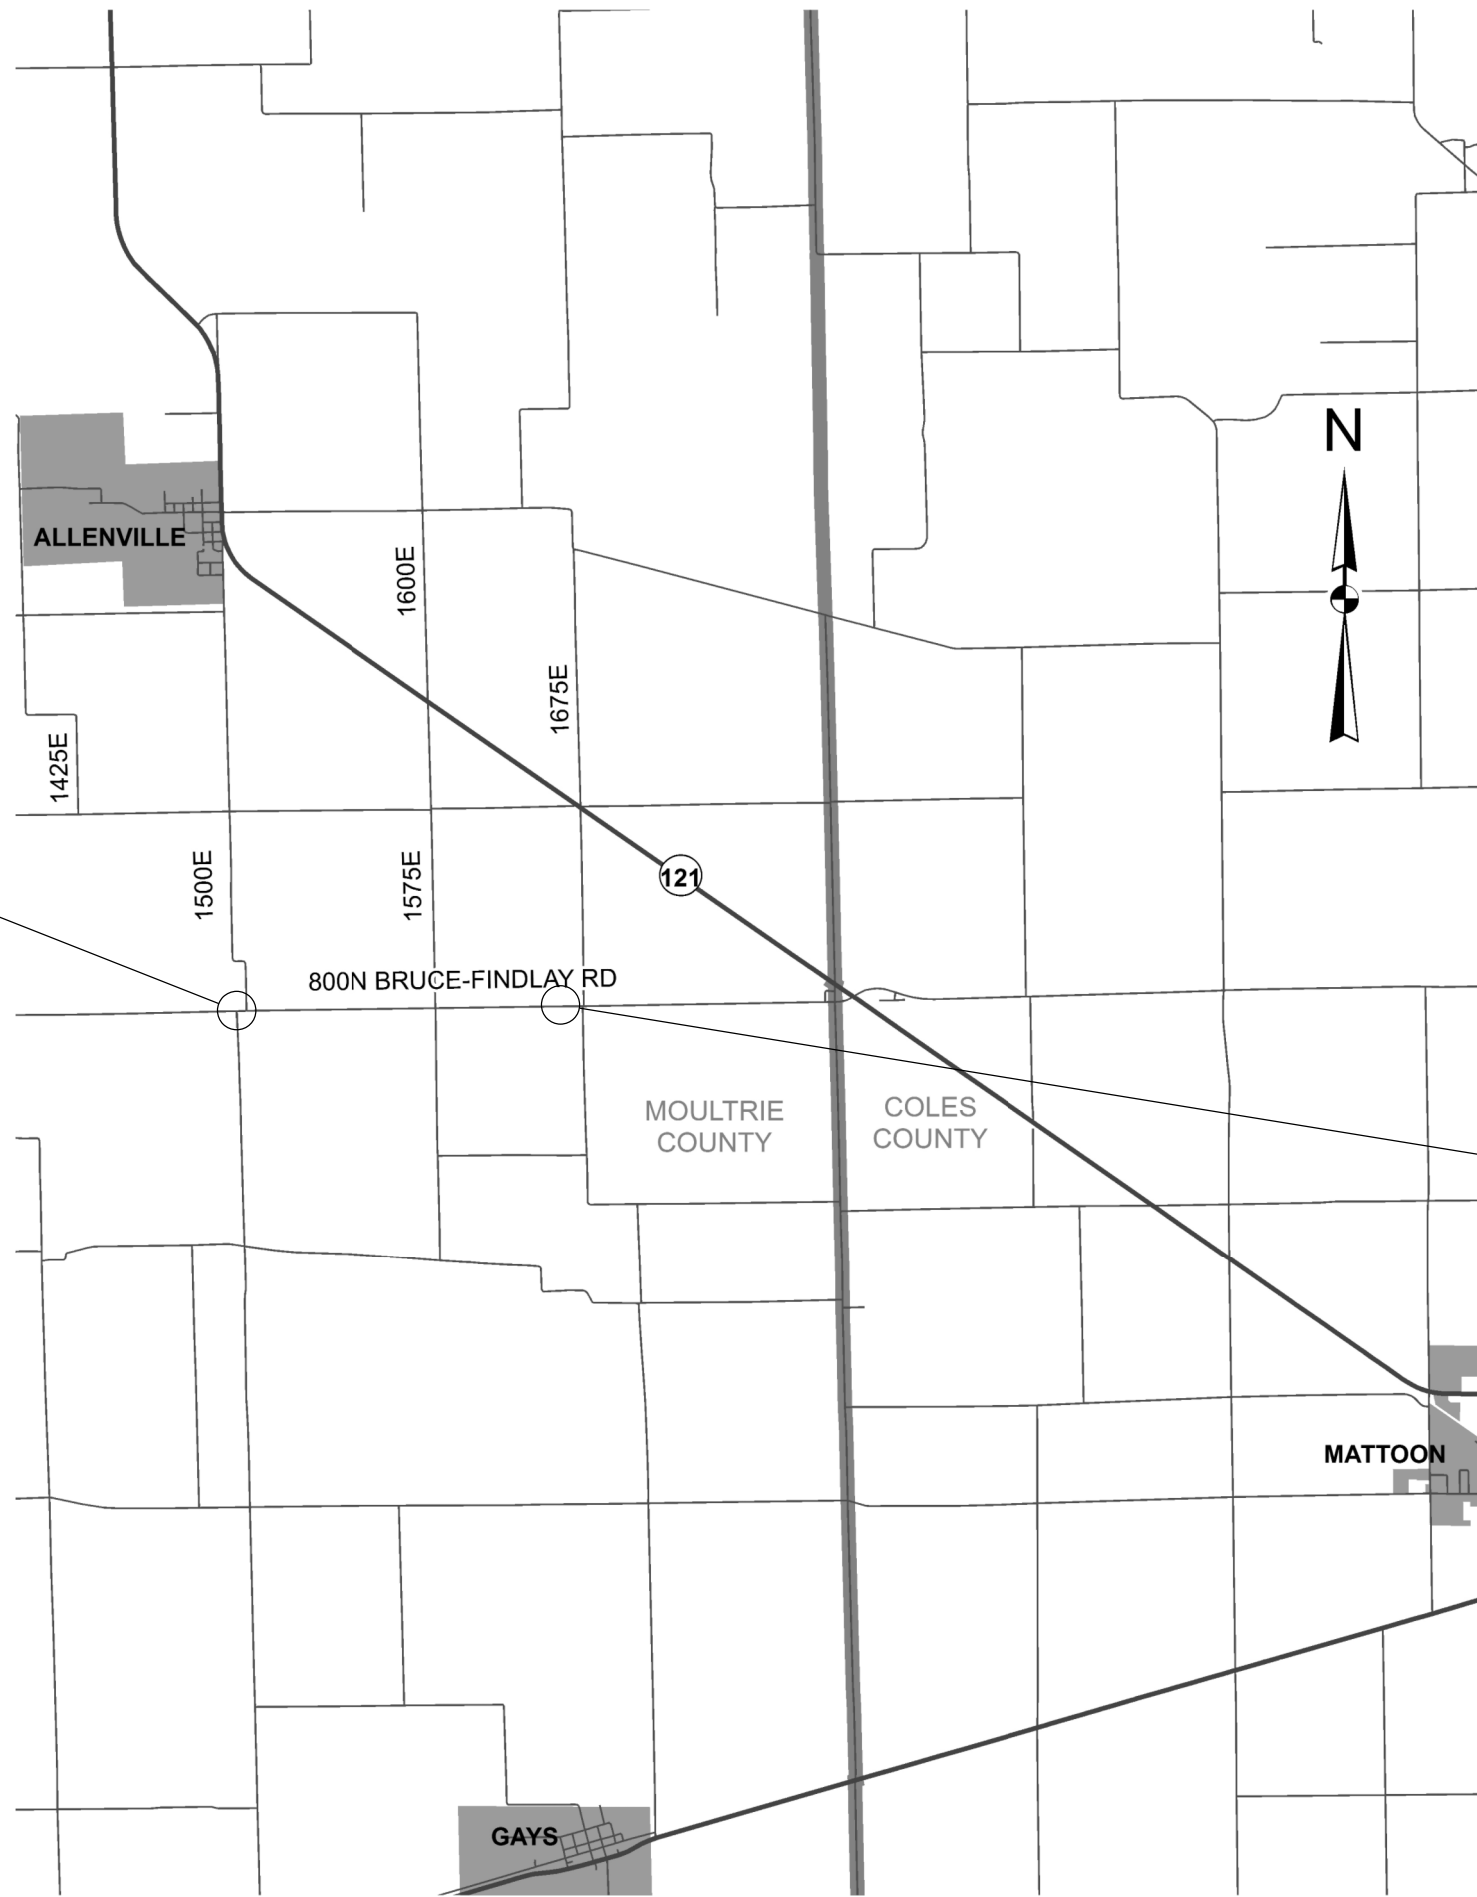 N
ALLENVILLE
1600E
1675E
1425E
1500E
1575E
121
800N BRUCE-FINDLAY RD
MOULTRIE
COUNTY
COLES
COUNTY
MATTOON
GAYS